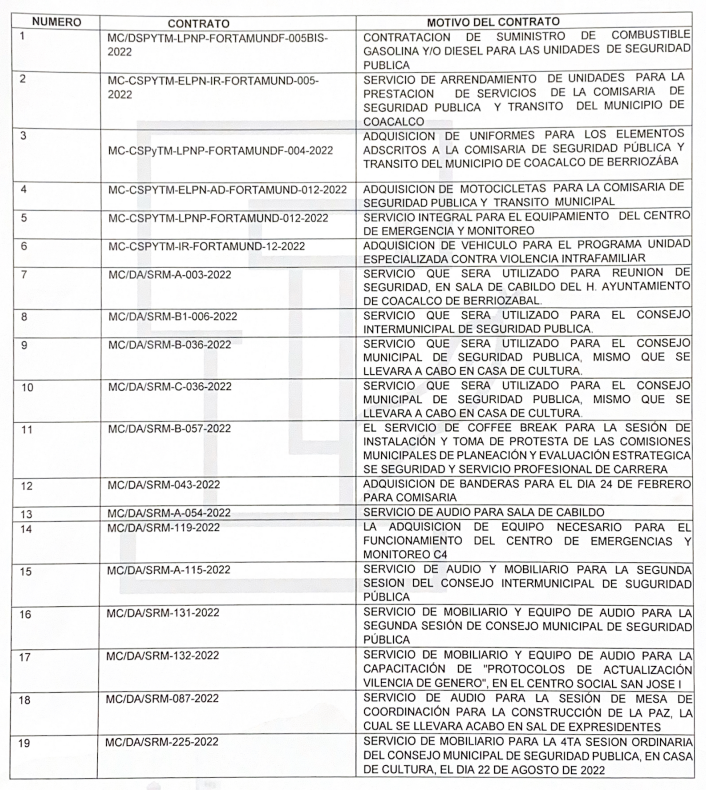 NUMERO CONTRATO MOTIVO DEL CONTRATO
1 MC/DSPYTM-LPNP-FORTAMUNDF-005BIS-2022 CONTRATACION DE SUMINISTRO DE COMBUSTIBLE
GASOLINA Y/O DIESEL PARA LAS UNIDADES DE SEGURIDAD
PUBLICA
2 MC-CSPYTM-ELPN-IR-FORTAMUND-005-2022 SERVICIO DE ARRENDAMIENTO DE UNIDADES PARA LA
PRESTACION DE SERVICIOS DE LA COMISARIA DE
SEGURIDAD PUBLICA Y TRANSITO DEL MUNICIPIO DE
COACALCO
3 MC-CSPyTM-LPNP-FORTAMUNDF-004-2022 ADQUISICION DE UNIFORMES PARA LOS ELEMENTOS
ADSCRITOS A LA COMISARIA DE SEGURIDAD PÚBLICA Y
TRANSITO DEL MUNICIPIO DE COACALCO DE BERRIOZÁBA
4 MC-CSPYTM-ELPN-AD-FORTAMUND-012-2022 ADQUISICION DE MOTOCICLETAS PARA LA COMISARIA DE
SEGURIDAD PUBLICA Y TRANSITO MUNICIPAL
5 MC-CSPYTM-LPNP-FORTAMUND-012-2022 SERVICIO INTEGRAL PARA EL EQUIPAMIENTO DEL CENTRO
DE EMERGENCIA Y MONITOREO
6 MC-CSPYTM-IR-FORTAMUND-12-2022 ADQUISICION DE VEHICULO PARA EL PROGRAMA UNIDAD
ESPECIALIZADA CONTRA VIOLENCIA INTRAFAMILIAR
7 MC/DA/SRM-A-003-2022 SERVICIO QUE SERA UTILIZADO PARA REUNION DE
SEGURIDAD, EN SALA DE CABILDO DEL H. AYUNTAMIENTO
DE COACALCO DE BERRIOZABAL.
8 MC/DA/SRM-B1-006-2022 SERVICIO QUE SERA UTILIZADO PARA EL CONSEJO
INTERMUNICIPAL DE SEGURIDAD PUBLICA.
9 MC/DA/SRM-B-036-2022 SERVICIO QUE SERA UTILIZADO PARA EL CONSEJO
MUNICIPAL DE SEGURIDAD PUBLICA, MISMO QUE SE
LLEVARA A CABO EN CASA DE CULTURA.
10 MC/DA/SRM-C-036-2022 SERVICIO QUE SERA UTILIZADO PARA EL CONSEJO
MUNICIPAL DE SEGURIDAD PUBLICA, MISMO QUE SE
LLEVARA A CABO EN CASA DE CULTURA.
11 MC/DA/SRM-B-057-2022 EL SERVICIO DE COFFEE BREAK PARA LA SESIÓN DE
INSTALACIÓN Y TOMA DE PROTESTA DE LAS COMISIONES
MUNICIPALES DE PLANEACIÓN Y EVALUACIÓN ESTRATEGICA
SE SEGURIDAD Y SERVICIO PROFESIONAL DE CARRERA
12 MC/DA/SRM-043-2022 ADQUISICION DE BANDERAS PARA EL DIA 24 DE FEBRERO
PARA COMISARIA
13 MC/DA/SRM-A-054-2022 SERVICIO DE AUDIO PARA SALA DE CABILDO
14 MC/DA/SRM-119-2022 LA ADQUISICION DE EQUIPO NECESARIO PARA EL
FUNCIONAMIENTO DEL CENTRO DE EMERGENCIAS Y
MONITOREO C4
15 MC/DA/SRM-A-115-2022 SERVICIO DE AUDIO Y MOBILIARIO PARA LA SEGUNDA
SESION DEL CONSEJO INTERMUNICIPAL DE SUGURIDAD
PÚBLICA
16 MC/DA/SRM-131-2022 SERVICIO DE MOBILIARIO Y EQUIPO DE AUDIO PARA LA
SEGUNDA SESIÓN DE CONSEJO MUNICIPAL DE SEGURIDAD
PÚBLICA
17 MC/DA/SRM-132-2022 SERVICIO DE MOBILIARIO Y EQUIPO DE AUDIO PARA LA
CAPACITACIÓN DE "PROTOCOLOS DE ACTUALIZACIÓN
VILENCIA DE GENERO", EN EL CENTRO SOCIAL SAN JOSE I
18 MC/DA/SRM-087-2022 SERVICIO DE AUDIO PARA LA SESIÓN DE MESA DE
COORDINACIÓN PARA LA CONSTRUCCIÓN DE LA PAZ, LA
CUAL SE LLEVARA ACABO EN SAL DE EXPRESIDENTES
19 MC/DA/SRM-225-2022 SERVICIO DE MOBILIARIO PARA LA 4TA SESION ORDINARIA
DEL CONSEJO MUNICIPAL DE SEGURIDAD PUBLICA, EN CASA
DE CULTURA, EL DIA 22 DE AGOSTO DE 2022